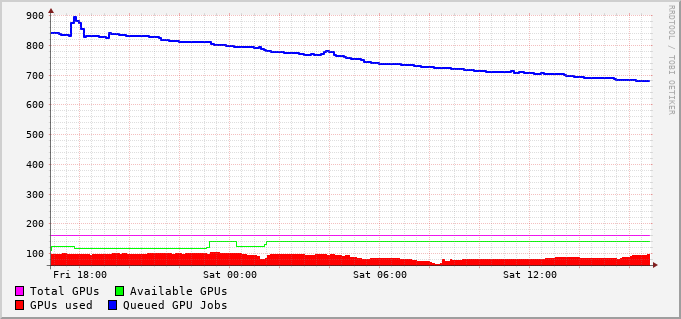 900
800
700
600
500
400
300
200
100
Fri 18:00 Sat 00:00 Sat 06:00 Sat 12:00
Total GPUs Available GPUs
GPUs used Queued GPU Jobs
RRDTOOL / TOBI OETIKER